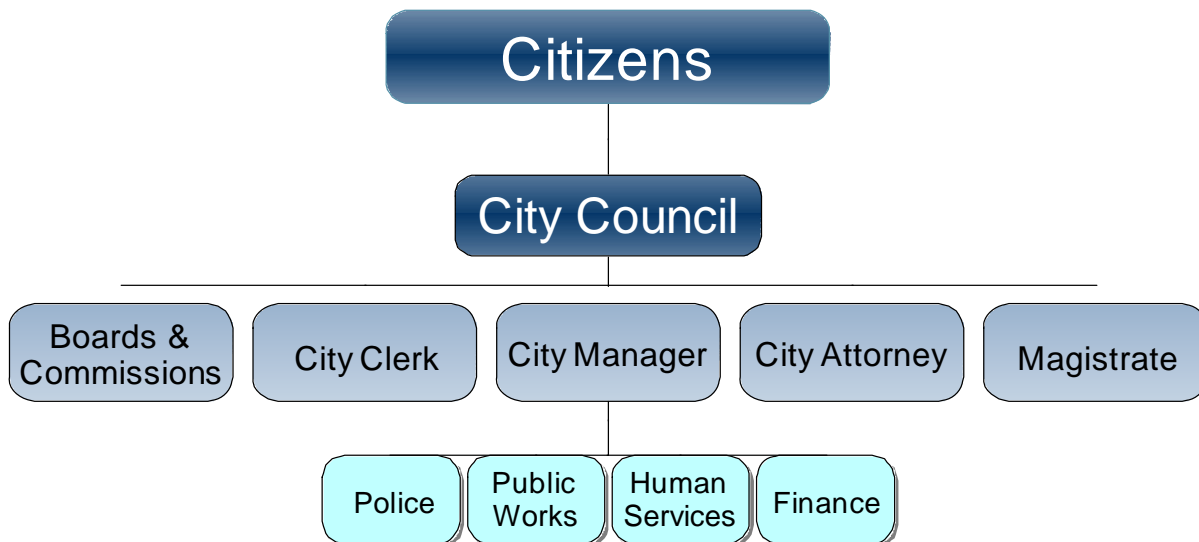 Citizens
City Council
Boards &
Commissions
City Clerk
City Manager
City Attorney
Magistrate
Police
Public
Works
Human
Services
Finance